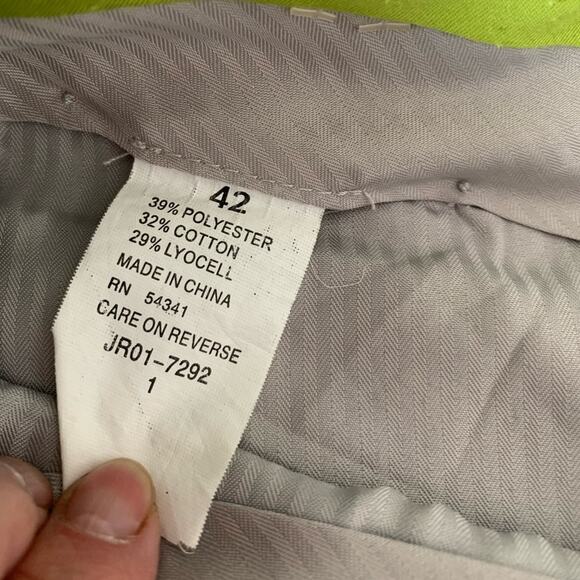 42
39% POLYESTER
32% COTTON
29% LYOCELL
MADE IN CHINA
RN 54341
CARE ON REVERSE
JR01-7292
1